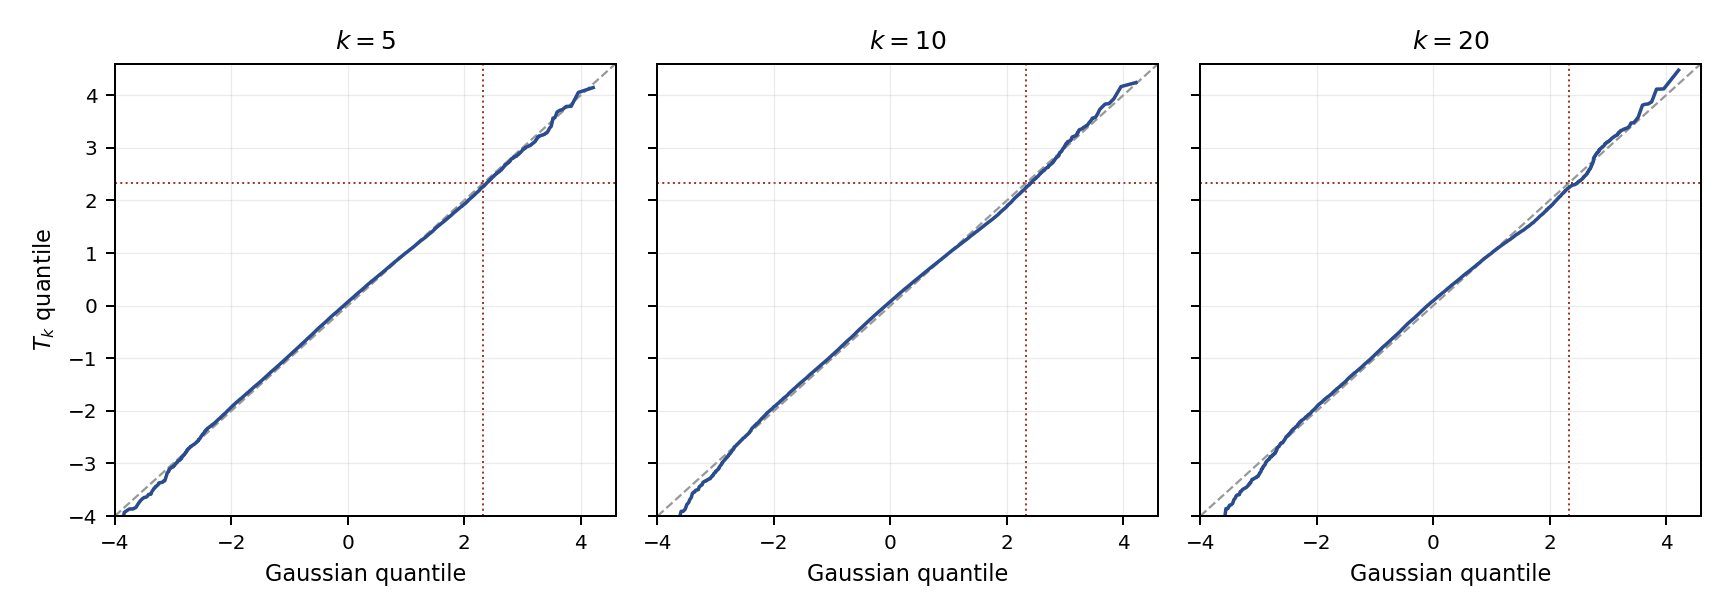 k = 5
k = 10
k = 20
4
3
2
1
0
−1
−2
−3
−4
T_k quantile
−4 −2 0 2 4
−4 −2 0 2 4
−4 −2 0 2 4
Gaussian quantile
Gaussian quantile
Gaussian quantile